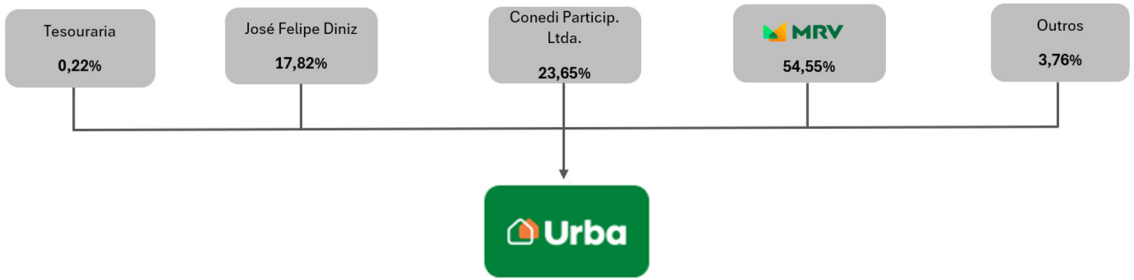 Tesouraria
0,22%
José Felipe Diniz
17,82%
Conedi Particip.
Ltda.
23,65%
MRV
54,55%
Outros
3,76%
Urba